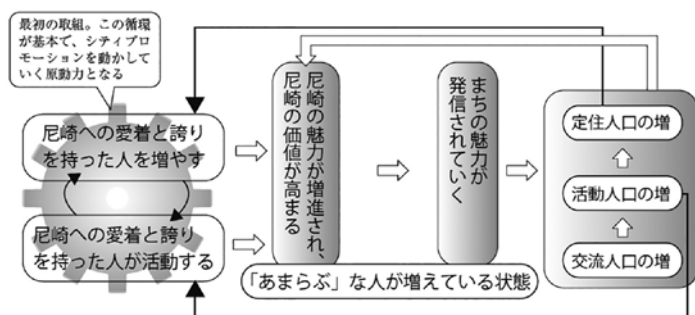 最初の取組。この循環
が基本で、シティプロ
モーションを動かして
いく原動力となる
尼崎への愛着と誇り
を持った人を増やす
尼崎への愛着と誇り
を持った人が活動する
尼崎の魅力が増進され、
尼崎の価値が高まる
まちの魅力が
発信されていく
「あまらぶ」な人が増えている状態
定住人口の増
活動人口の増
交流人口の増